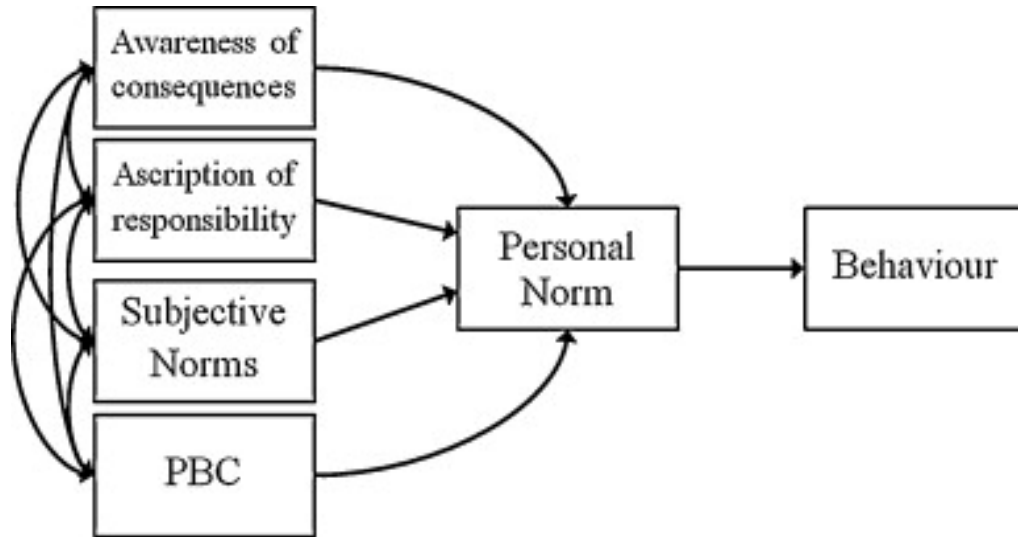 Awareness of
consequences
Ascription of
responsibility
Subjective
Norms
PBC
Personal
Norm
Behaviour